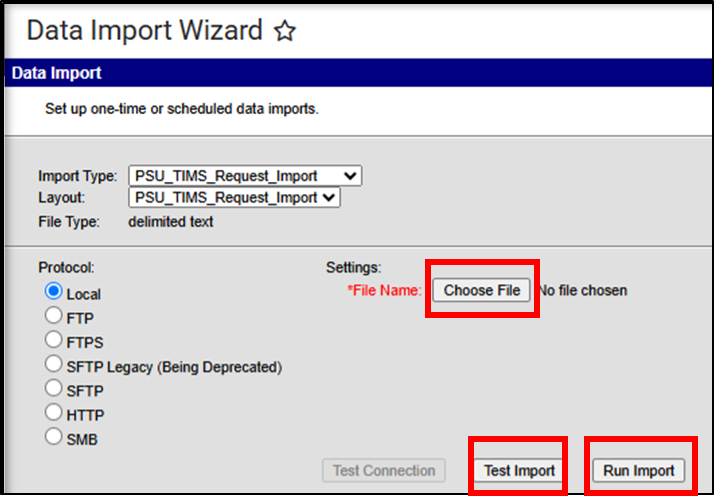 Data Import Wizard
Data Import
Set up one-time or scheduled data imports.
Import Type: PSU_TIMS_Request_Import
Layout: PSU_TIMS_Request_Import
File Type: delimited text
Protocol:
Settings:
Local
*File Name: Choose File No file chosen
FTP
FTPS
SFTP Legacy (Being Deprecated)
SFTP
HTTP
SMB
Test Connection Test Import Run Import